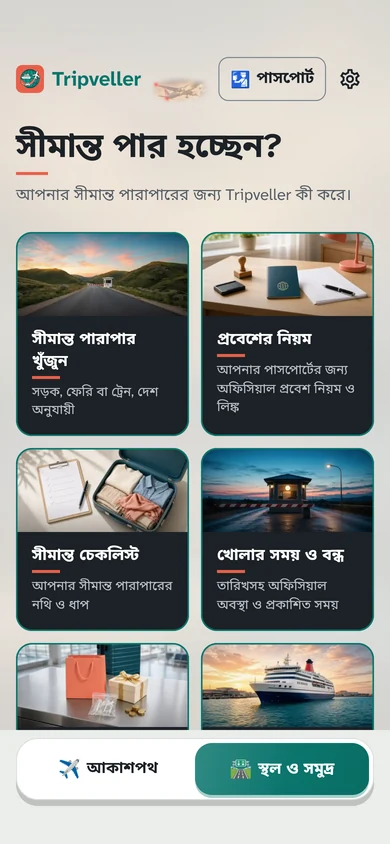 Tripveller
পাসপোর্ট
সীমান্ত পার হচ্ছেন?
আপনার সীমান্ত পারাপারের জন্য Tripveller কী করে।
সীমান্ত পারাপার
খুঁজুন
সড়ক, ফেরি বা ট্রেন, দেশ
অনুযায়ী
প্রবেশের নিয়ম
আপনার পাসপোর্টের জন্য
অফিসিয়াল প্রবেশ নিয়ম ও
লিঙ্ক
সীমান্ত চেকলিস্ট
আপনার সীমান্ত পারাপারের
নথি ও ধাপ
খোলার সময় ও বন্ধ
তারিখসহ অফিসিয়াল
অবস্থা ও প্রকাশিত সময়
আকাশপথ
স্থল ও সমুদ্র